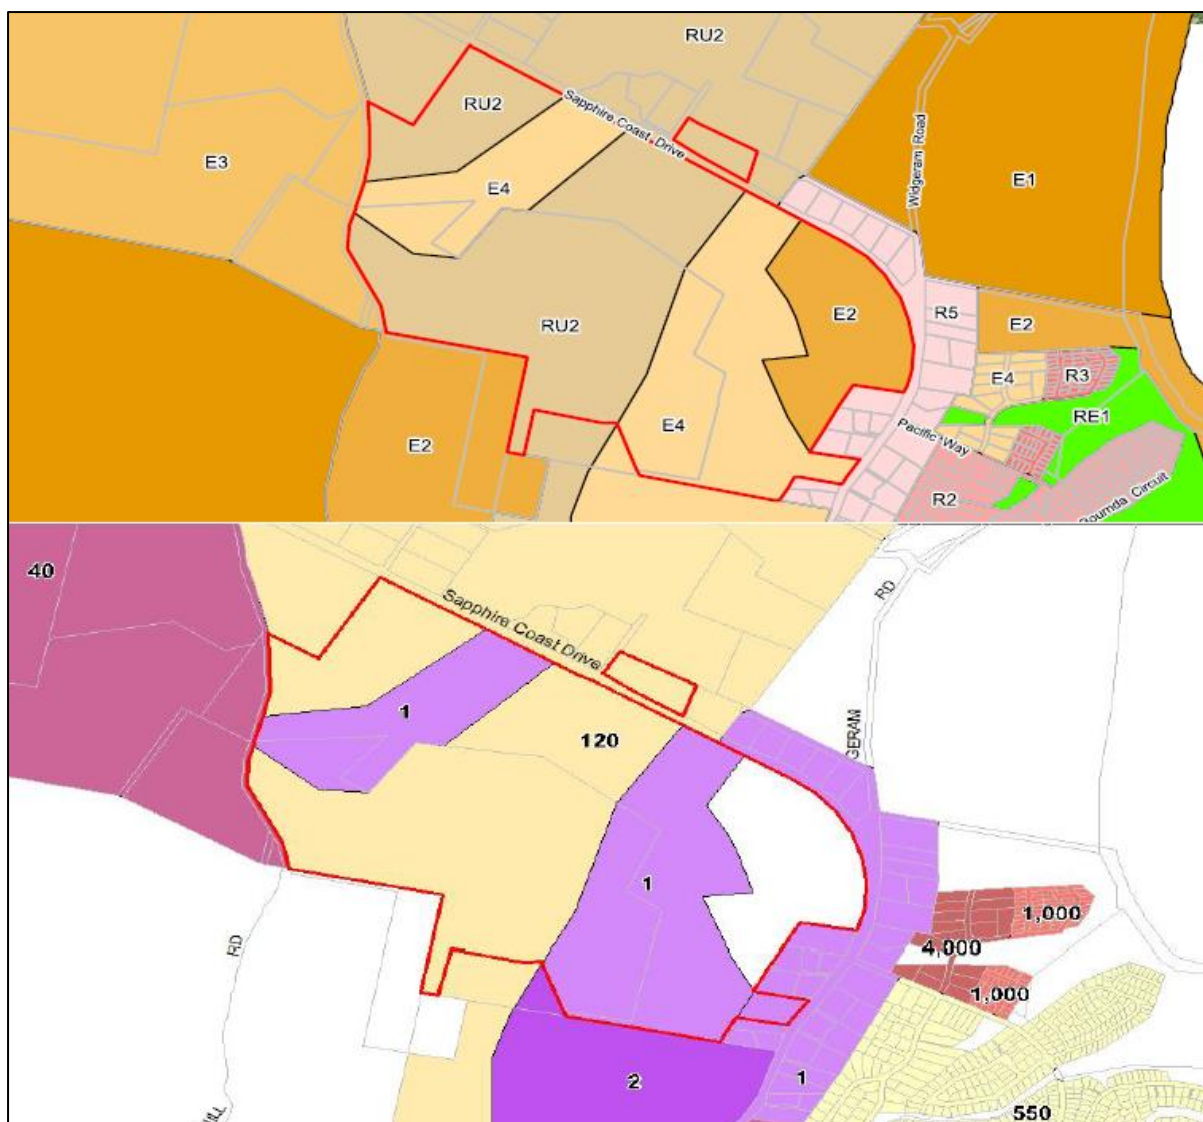 RU2
RU2
Sapphire Coast Drive
Widgeram Road
E3
E1
E4
E2
R5
E2
RU2
E4
R3
RE1
E2
E4
Pacific Way
R2
Bournda Circuit
40
Sapphire Coast Drive
RD
1
120
GERAM
1
1,000
4,000
RD
1,000
2
1
550